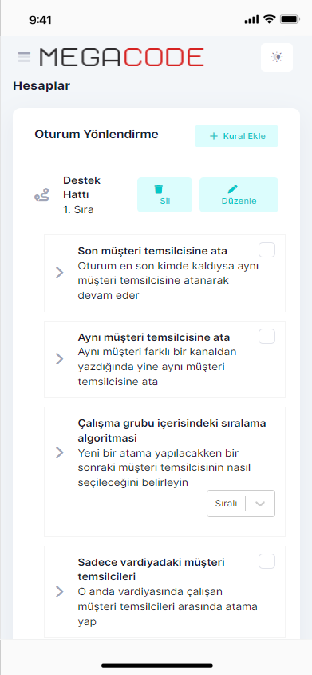 9:41
MEGACODE
Hesaplar
Oturum Yönlendirme
+ Kural Ekle
Destek
Hattı
1. Sıra
Sil
Düzenle
Son müşteri temsilcisine ata
Oturum en son kimde kaldıysa aynı
müşteri temsilcisine atanarak
devam eder
Aynı müşteri temsilcisine ata
Aynı müşteri farklı bir kanaldan
yazdığında yine aynı müşteri
temsilcisine ata
Çalışma grubu içerisindeki sıralama
algoritması
Yeni bir atama yapılacakken bir
sonraki müşteri temsilcisinin nasıl
seçileceğini belirleyin
Sıralı
Sadece vardiyadaki müşteri
temsilcileri
O anda vardiyasında çalışan
müşteri temsilcileri arasında atama
yap